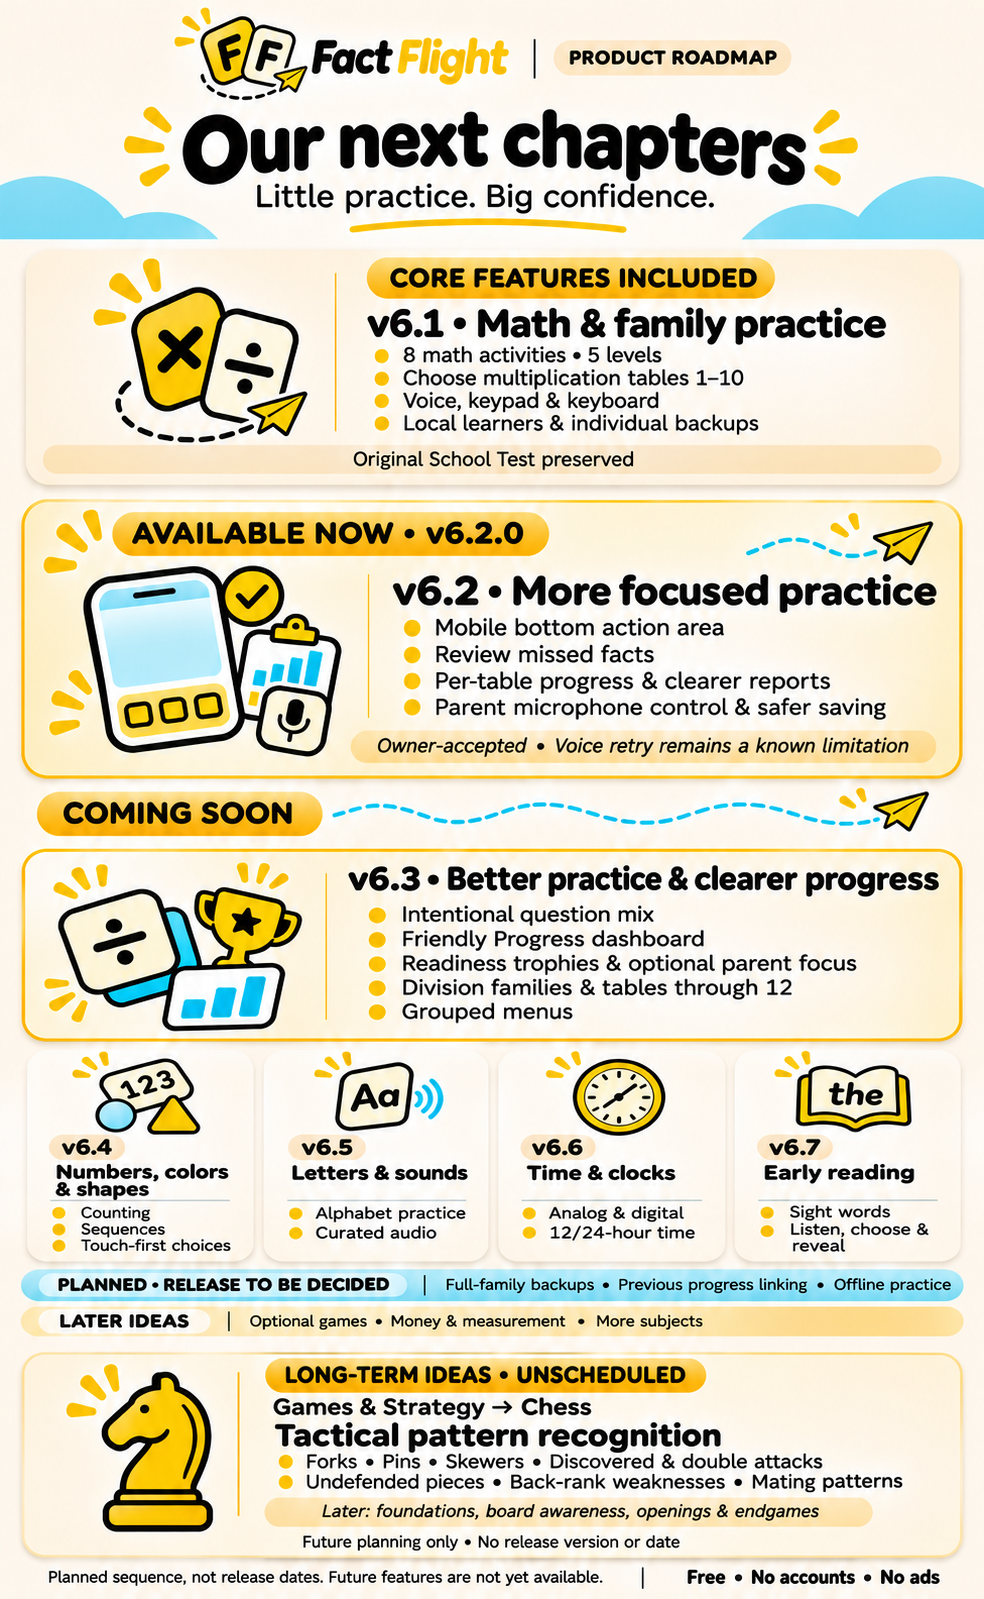 FF Fact Flight | PRODUCT ROADMAP
Our next chapters
Little practice. Big confidence.
CORE FEATURES INCLUDED
v6.1 • Math & family practice
8 math activities • 5 levels
Choose multiplication tables 1–10
Voice, keypad & keyboard
Local learners & individual backups
Original School Test preserved
AVAILABLE NOW • v6.2.0
v6.2 • More focused practice
Mobile bottom action area
Review missed facts
Per-table progress & clearer reports
Parent microphone control & safer saving
Owner-accepted • Voice retry remains a known limitation
COMING SOON
v6.3 • Better practice & clearer progress
Intentional question mix
Friendly Progress dashboard
Readiness trophies & optional parent focus
Division families & tables through 12
Grouped menus
123
v6.4
Numbers, colors
& shapes
Counting
Sequences
Touch-first choices
Aa
v6.5
Letters & sounds
Alphabet practice
Curated audio
v6.6
Time & clocks
Analog & digital
12/24-hour time
the
v6.7
Early reading
Sight words
Listen, choose &
reveal
PLANNED • RELEASE TO BE DECIDED | Full-family backups • Previous progress linking • Offline practice
LATER IDEAS | Optional games • Money & measurement • More subjects
LONG-TERM IDEAS • UNSCHEDULED
Games & Strategy → Chess
Tactical pattern recognition
Forks • Pins • Skewers • Discovered & double attacks
Undefended pieces • Back-rank weaknesses • Mating patterns
Later: foundations, board awareness, openings & endgames
Future planning only • No release version or date
Planned sequence, not release dates. Future features are not yet available. | Free • No accounts • No ads